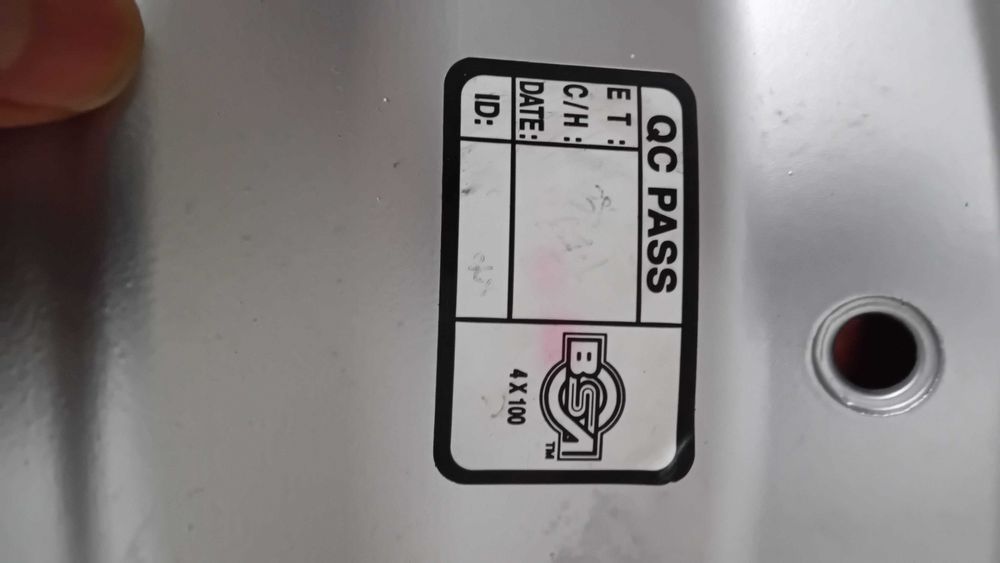 QC PASS
E T :
C/H :
DATE:
ID:
BSA
TM
4 X 100